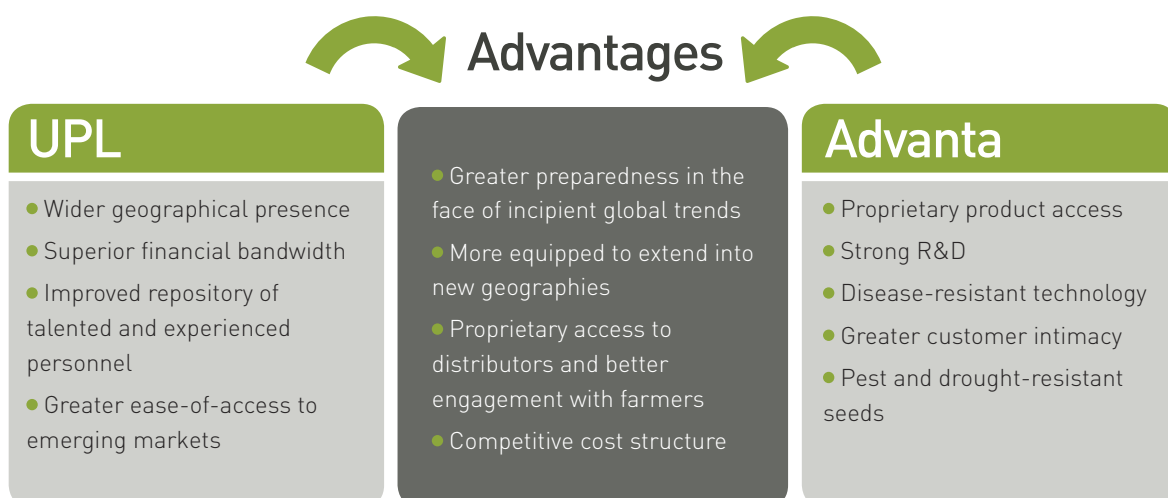 Advantages
UPL
● Wider geographical presence
● Superior financial bandwidth
● Improved repository of
talented and experienced
personnel
● Greater ease-of-access to
emerging markets
● Greater preparedness in the
face of incipient global trends
● More equipped to extend into
new geographies
● Proprietary access to
distributors and better
engagement with farmers
● Competitive cost structure
Advanta
● Proprietary product access
● Strong R&D
● Disease-resistant technology
● Greater customer intimacy
● Pest and drought-resistant
seeds